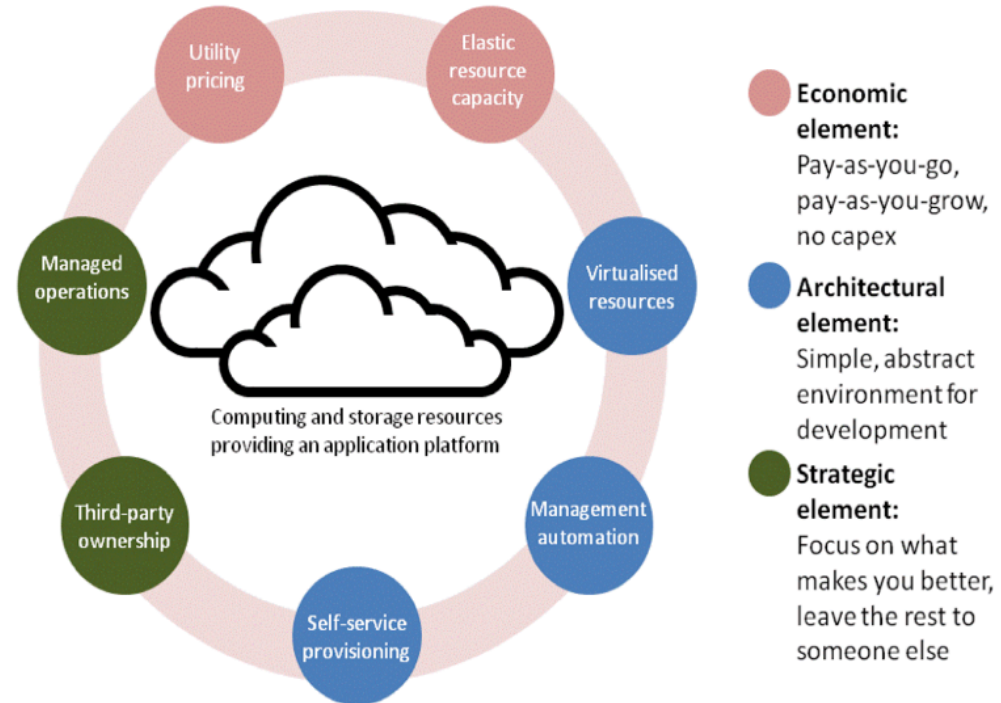 Utility
pricing
Elastic
resource
capacity
Managed
operations
Virtualised
resources
Computing and storage resources
providing an application platform
Third-party
ownership
Management
automation
Self-service
provisioning
Economic
element:
Pay-as-you-go,
pay-as-you-grow,
no capex
Architectural
element:
Simple, abstract
environment for
development
Strategic
element:
Focus on what
makes you better,
leave the rest to
someone else